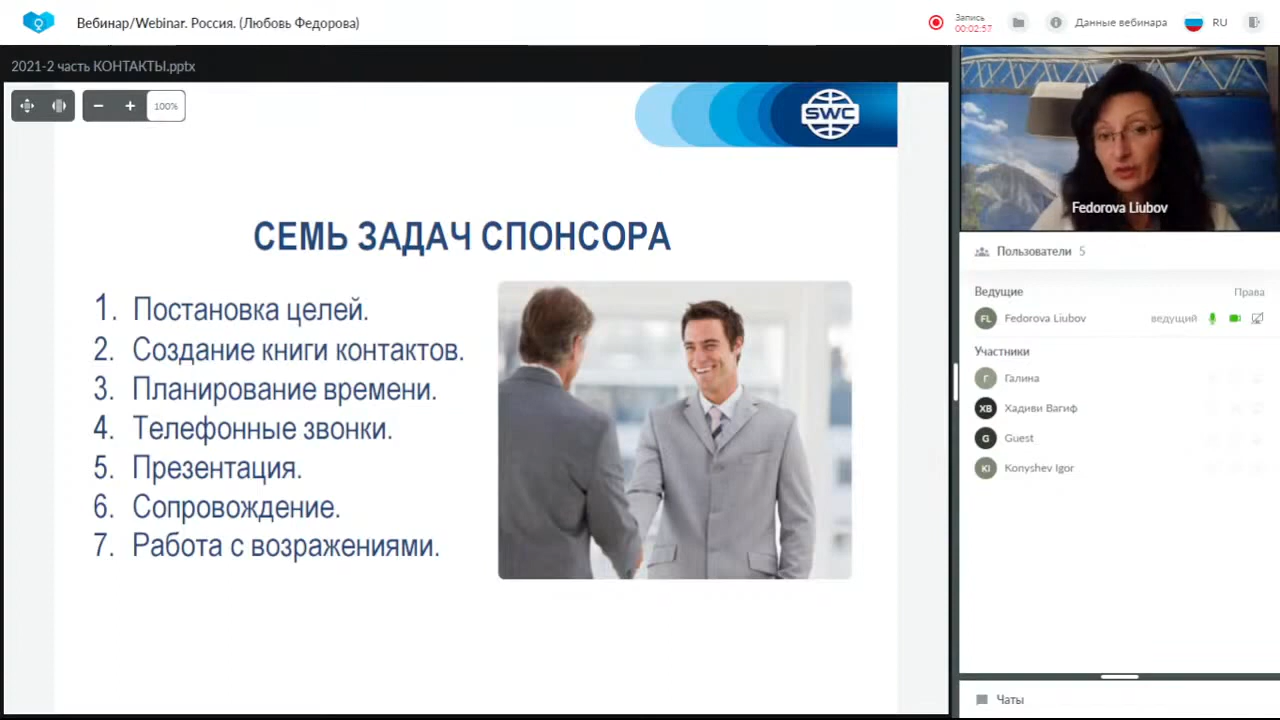 Вебинар/Webinar. Россия. (Любовь Федорова)
Запись
00:02:57
Данные вебинара
RU
2021-2 часть КОНТАКТЫ.pptx
100%
SWC
СЕМЬ ЗАДАЧ СПОНСОРА
1. Постановка целей.
2. Создание книги контактов.
3. Планирование времени.
4. Телефонные звонки.
5. Презентация.
6. Сопровождение.
7. Работа с возражениями.
Fedorova Liubov
Пользователи 5
Ведущие Права
FL Fedorova Liubov ведущий
Участники
Г Галина
ХВ Хадиви Вагиф
G Guest
KI Konyshev Igor
Чаты